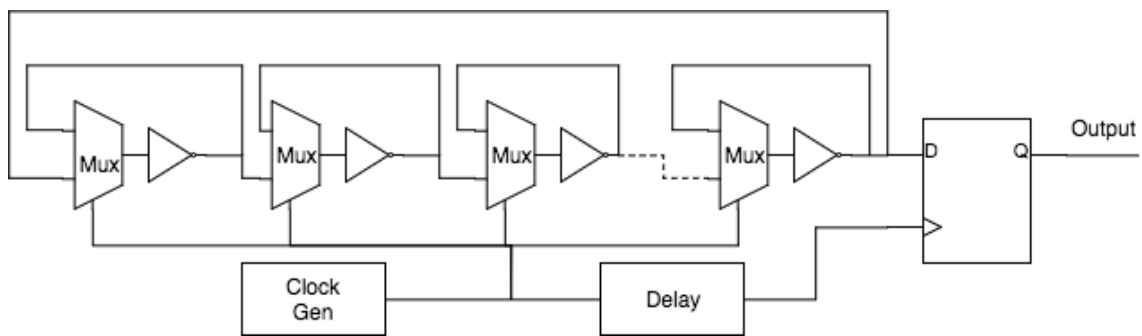 Output
Mux
Mux
Mux
Mux
D
Q
Clock
Gen
Delay